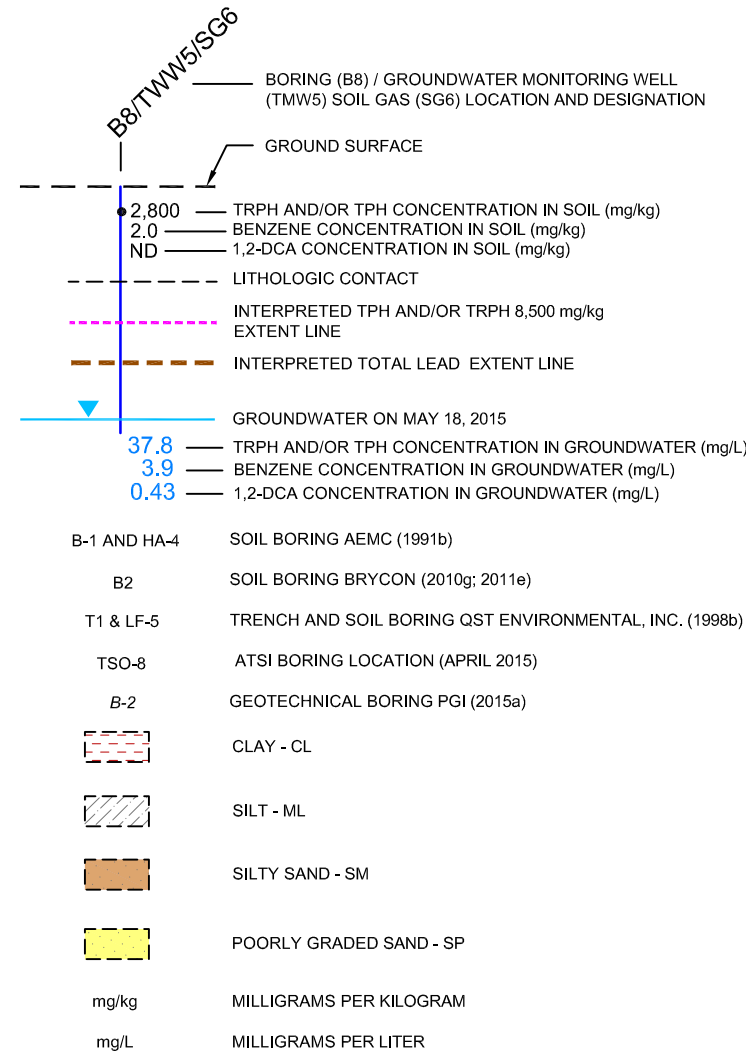 B8/TWW5/SG6
BORING (B8) / GROUNDWATER MONITORING WELL
(TMW5) SOIL GAS (SG6) LOCATION AND DESIGNATION
GROUND SURFACE
2,800 TRPH AND/OR TPH CONCENTRATION IN SOIL (mg/kg)
2.0 BENZENE CONCENTRATION IN SOIL (mg/kg)
ND 1,2-DCA CONCENTRATION IN SOIL (mg/kg)
LITHOLOGIC CONTACT
INTERPRETED TPH AND/OR TRPH 8,500 mg/kg
EXTENT LINE
INTERPRETED TOTAL LEAD EXTENT LINE
GROUNDWATER ON MAY 18, 2015
37.8 TRPH AND/OR TPH CONCENTRATION IN GROUNDWATER (mg/L)
3.9 BENZENE CONCENTRATION IN GROUNDWATER (mg/L)
0.43 1,2-DCA CONCENTRATION IN GROUNDWATER (mg/L)
B-1 AND HA-4 SOIL BORING AEMC (1991b)
B2 SOIL BORING BRYCON (2010g; 2011e)
T1 & LF-5 TRENCH AND SOIL BORING QST ENVIRONMENTAL, INC. (1998b)
TSO-8 ATSI BORING LOCATION (APRIL 2015)
B-2 GEOTECHNICAL BORING PGI (2015a)
CLAY - CL
SILT - ML
SILTY SAND - SM
POORLY GRADED SAND - SP
mg/kg MILLIGRAMS PER KILOGRAM
mg/L MILLIGRAMS PER LITER